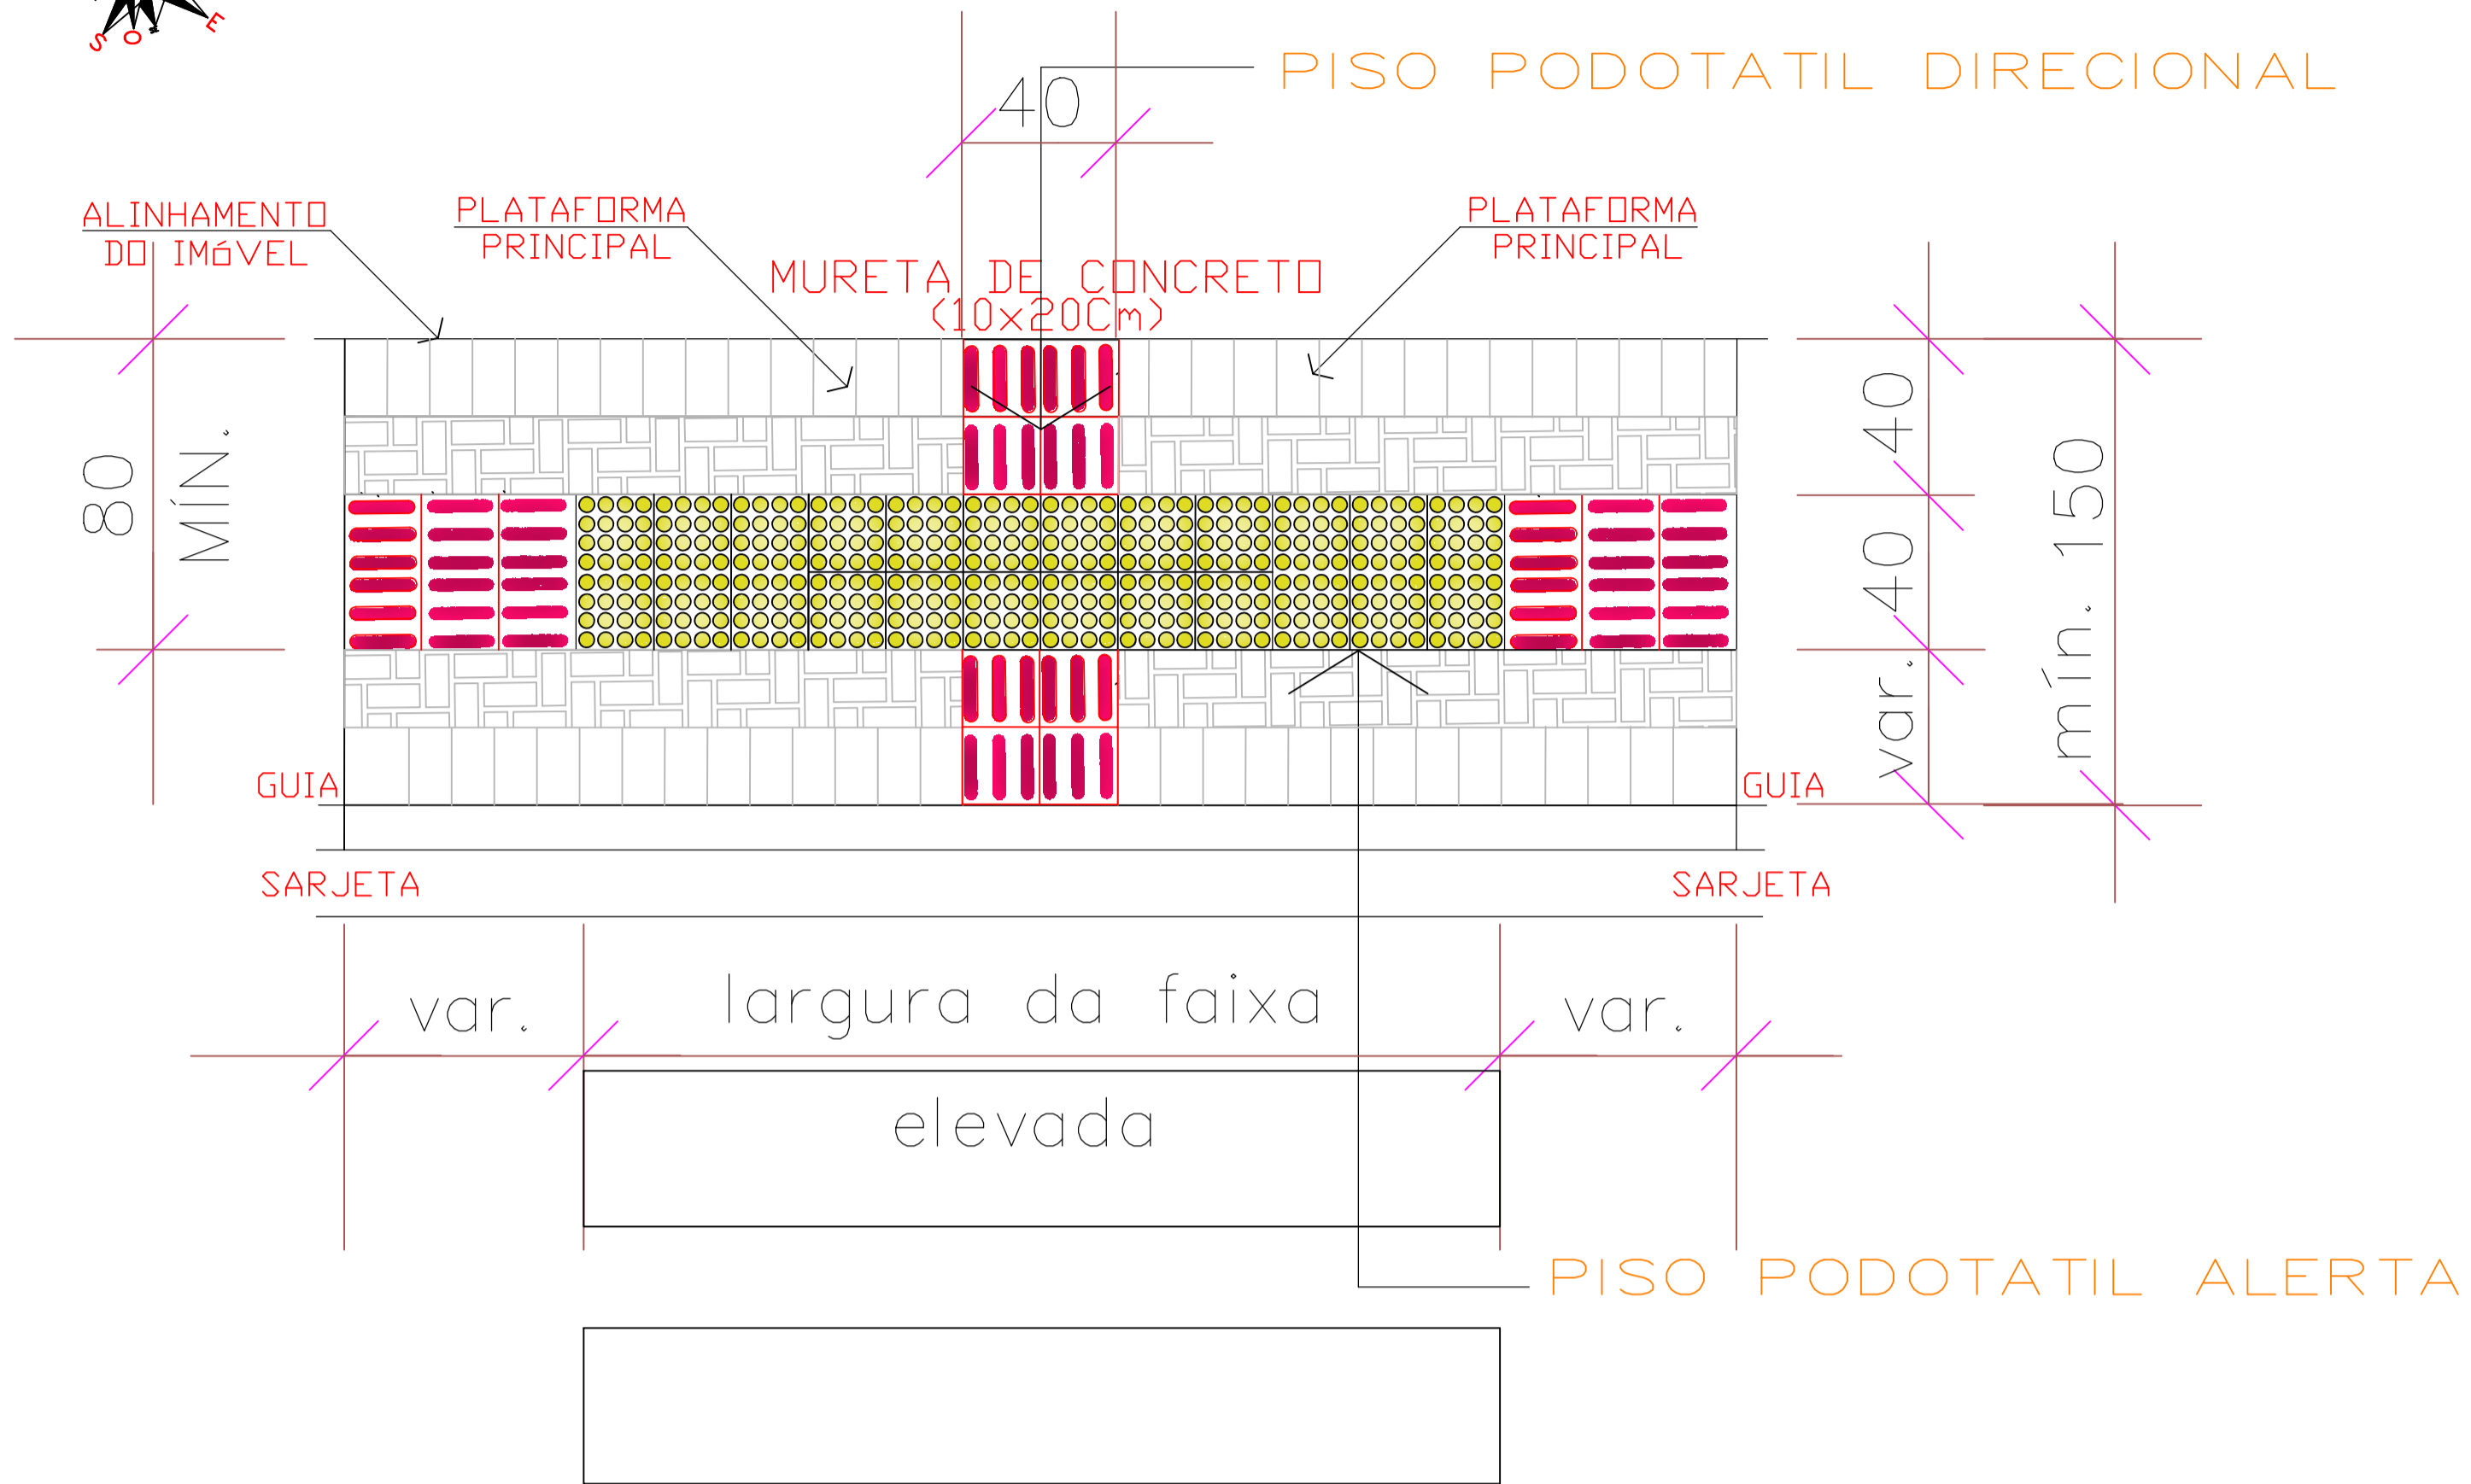 S
O
E
PISO PODOTATIL DIRECIONAL
40
ALINHAMENTO
DO IMÓVEL
PLATAFORMA
PRINCIPAL
PLATAFORMA
PRINCIPAL
MURETA DE CONCRETO
(10x20Cm)
80
MÍN.
40
40
var.
mín. 150
GUIA
GUIA
SARJETA
SARJETA
var.
largura da faixa
var.
elevada
PISO PODOTATIL ALERTA